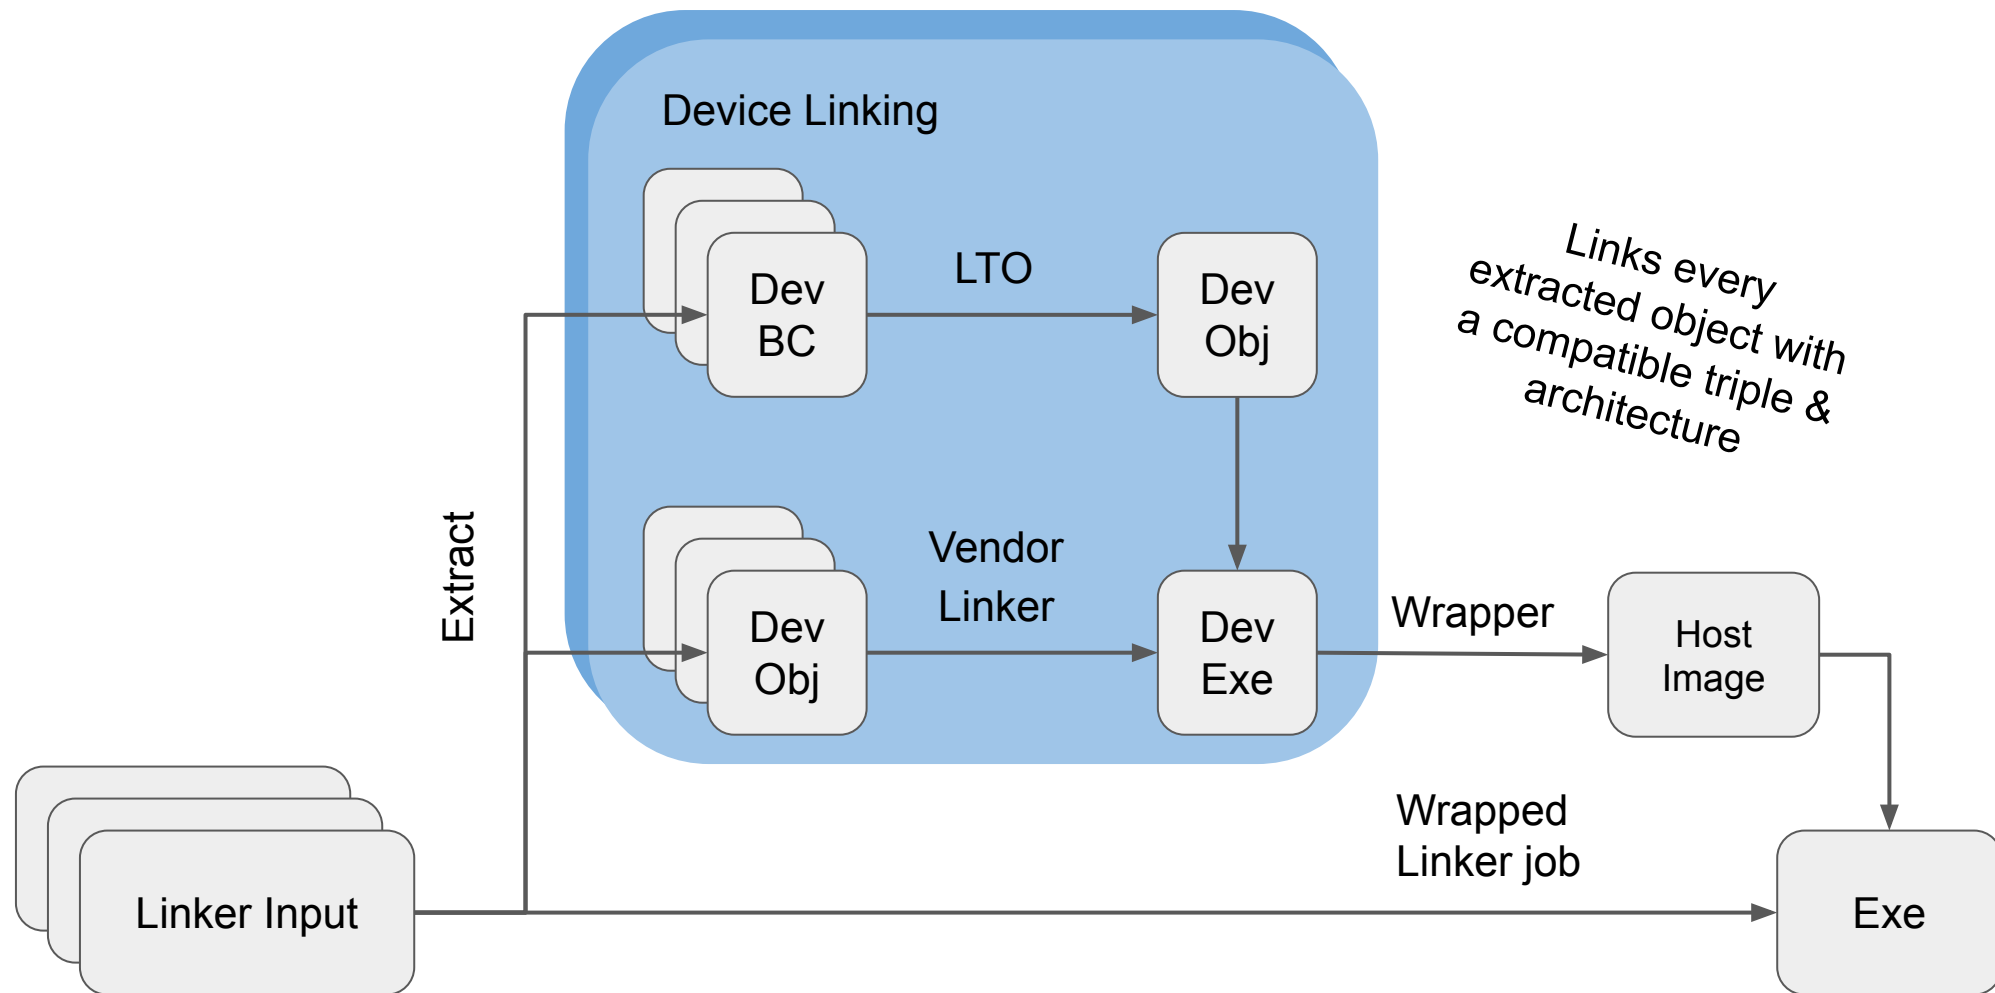 Device Linking
Dev
BC
LTO
Dev
Obj
Links every
extracted object with
a compatible triple &
architecture
Extract
Dev
Obj
Vendor
Linker
Dev
Exe
Wrapper
Host
Image
Linker Input
Wrapped
Linker job
Exe